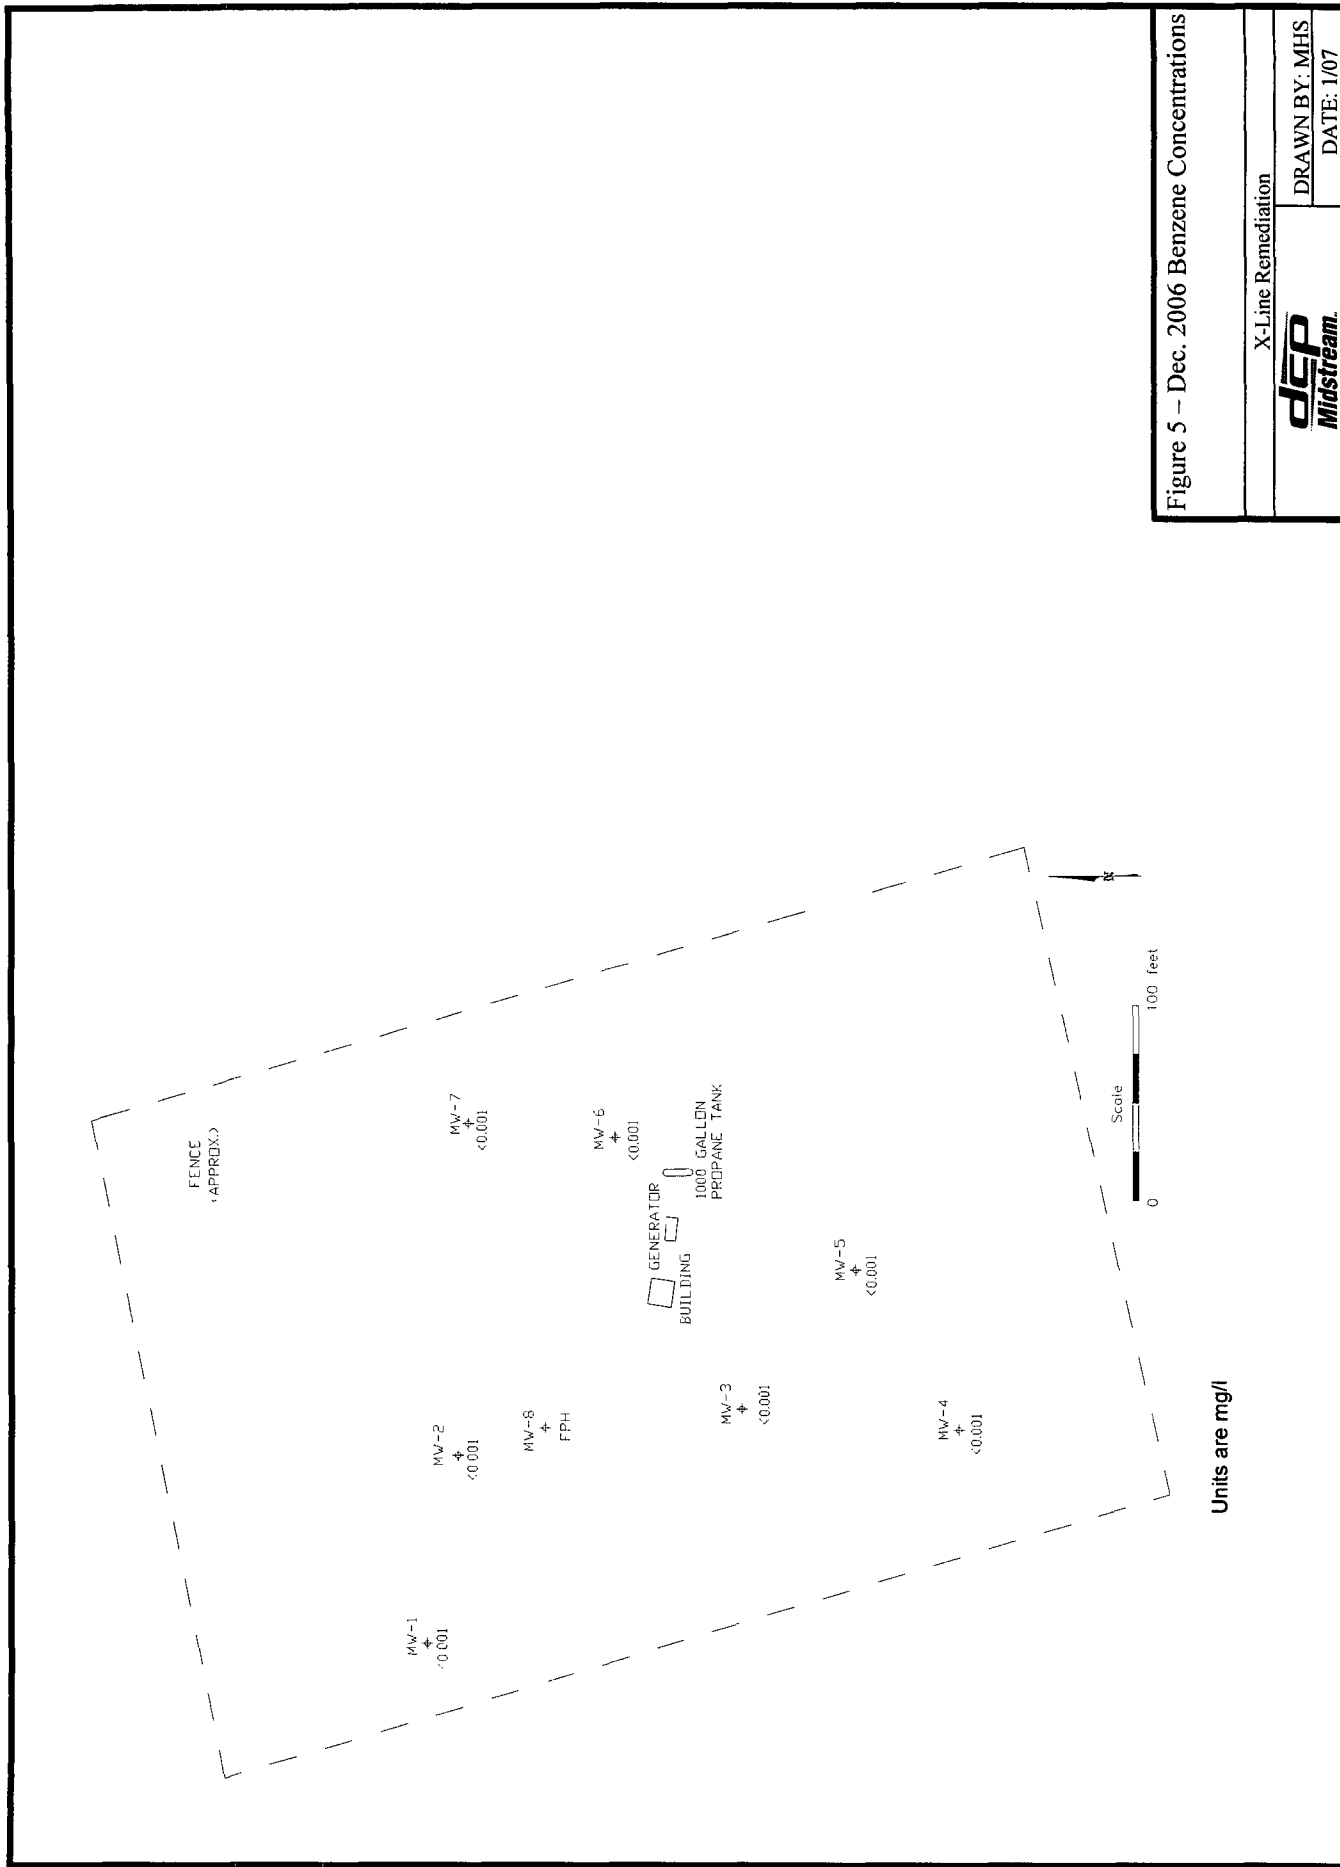 FENCE
(APPROX.)
MW-7
<0.001
MW-6
<0.001
1000 GALLON
PROPANE TANK
GENERATOR
BUILDING
MW-2
<0.001
MW-8
FPH
MW-1
<0.001
MW-3
<0.001
MW-5
<0.001
MW-4
<0.001
Scale
0
100 feet
N
Units are mg/l
Figure 5 – Dec. 2006 Benzene Concentrations
X-Line Remediation
dcp
Midstream.
DRAWN BY: MHS
DATE: 1/07